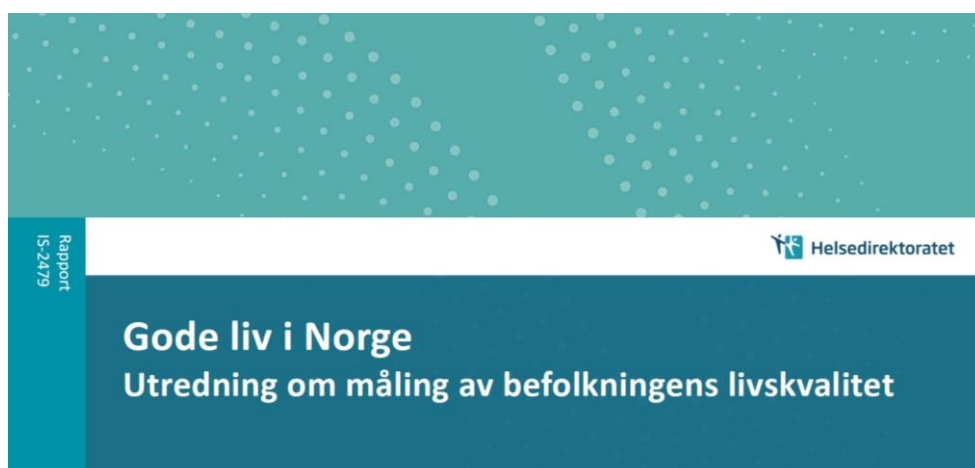 Rapport
IS-2479
Helsedirektoratet
Gode liv i Norge
Utredning om måling av befolkningens livskvalitet